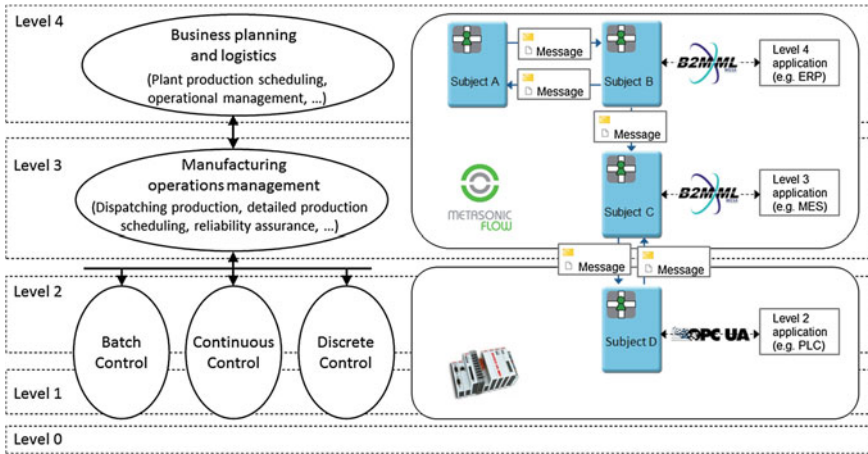 Level 4
Business planning
and logistics
(Plant production scheduling,
operational management, ...)
Level 3
Manufacturing
operations management
(Dispatching production, detailed production
scheduling, reliability assurance, ...)
Level 2
Batch
Control
Continuous
Control
Discrete
Control
Level 1
Level 0
Subject A
Message
Message
Subject B
B2MML
Level 4
application
(e.g. ERP)
Message
METASONIC
FLOW
Subject C
B2MML
Level 3
application
(e.g. MES)
Message
Message
Subject D
OPC UA
Level 2
application
(e.g. PLC)